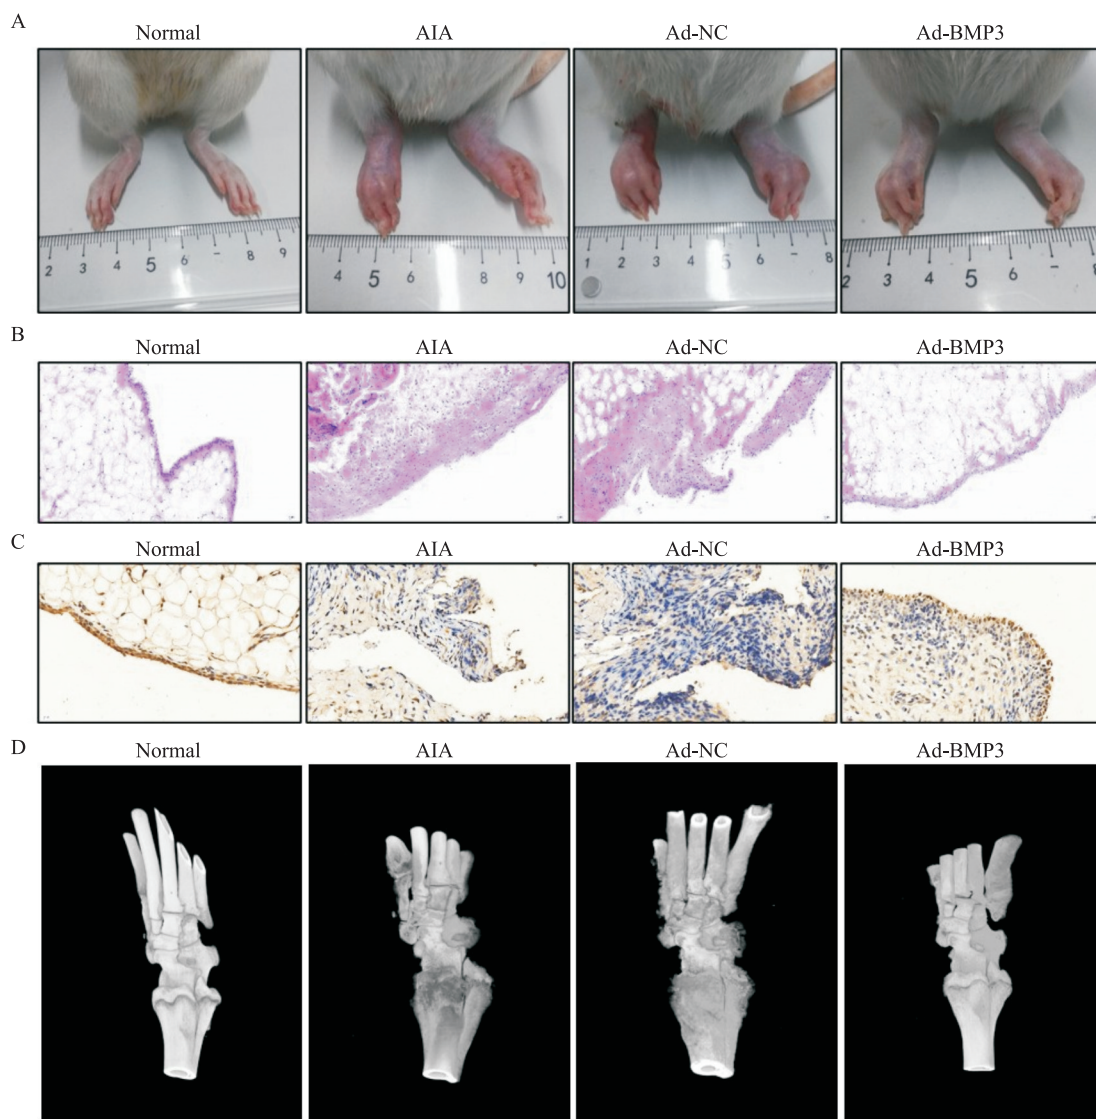 A
Normal AIA Ad-NC Ad-BMP3
2 3 4 5 6 – 8 9
4 5 6 8 9 10
1 2 3 4 5 6 – 8
2 3 4 5 6 – 8
B
Normal AIA Ad-NC Ad-BMP3
C
Normal AIA Ad-NC Ad-BMP3
D
Normal AIA Ad-NC Ad-BMP3